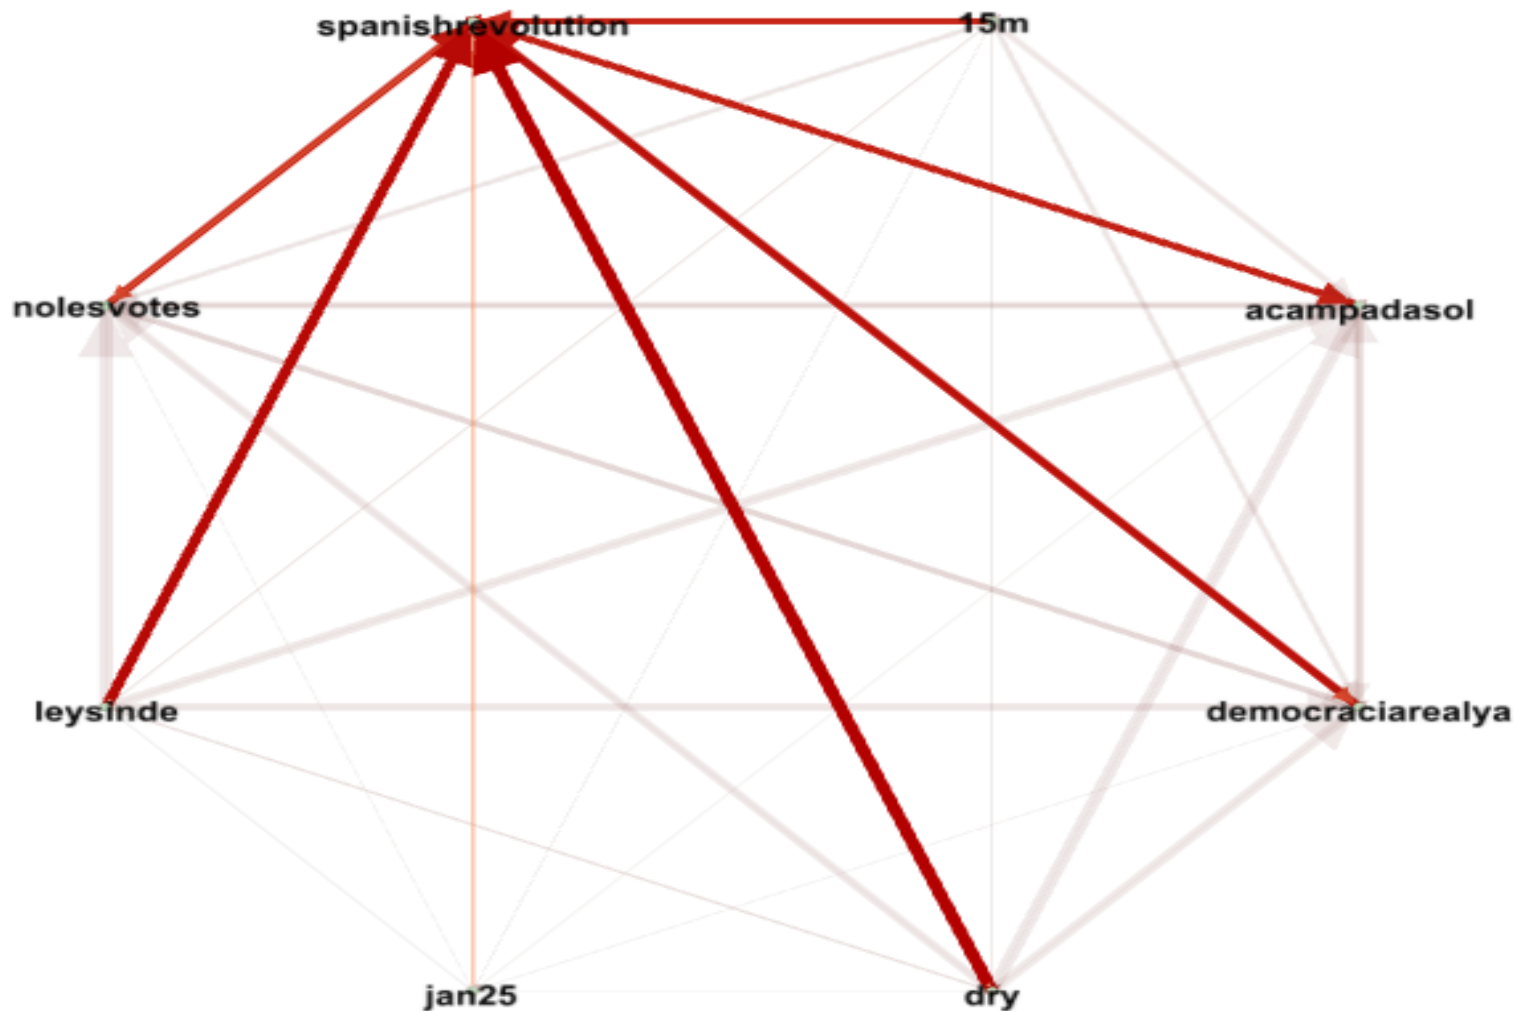 spanishrevolution
15m
nolesvotes
acampadasol
leysinde
democraciarealya
jan25
dry